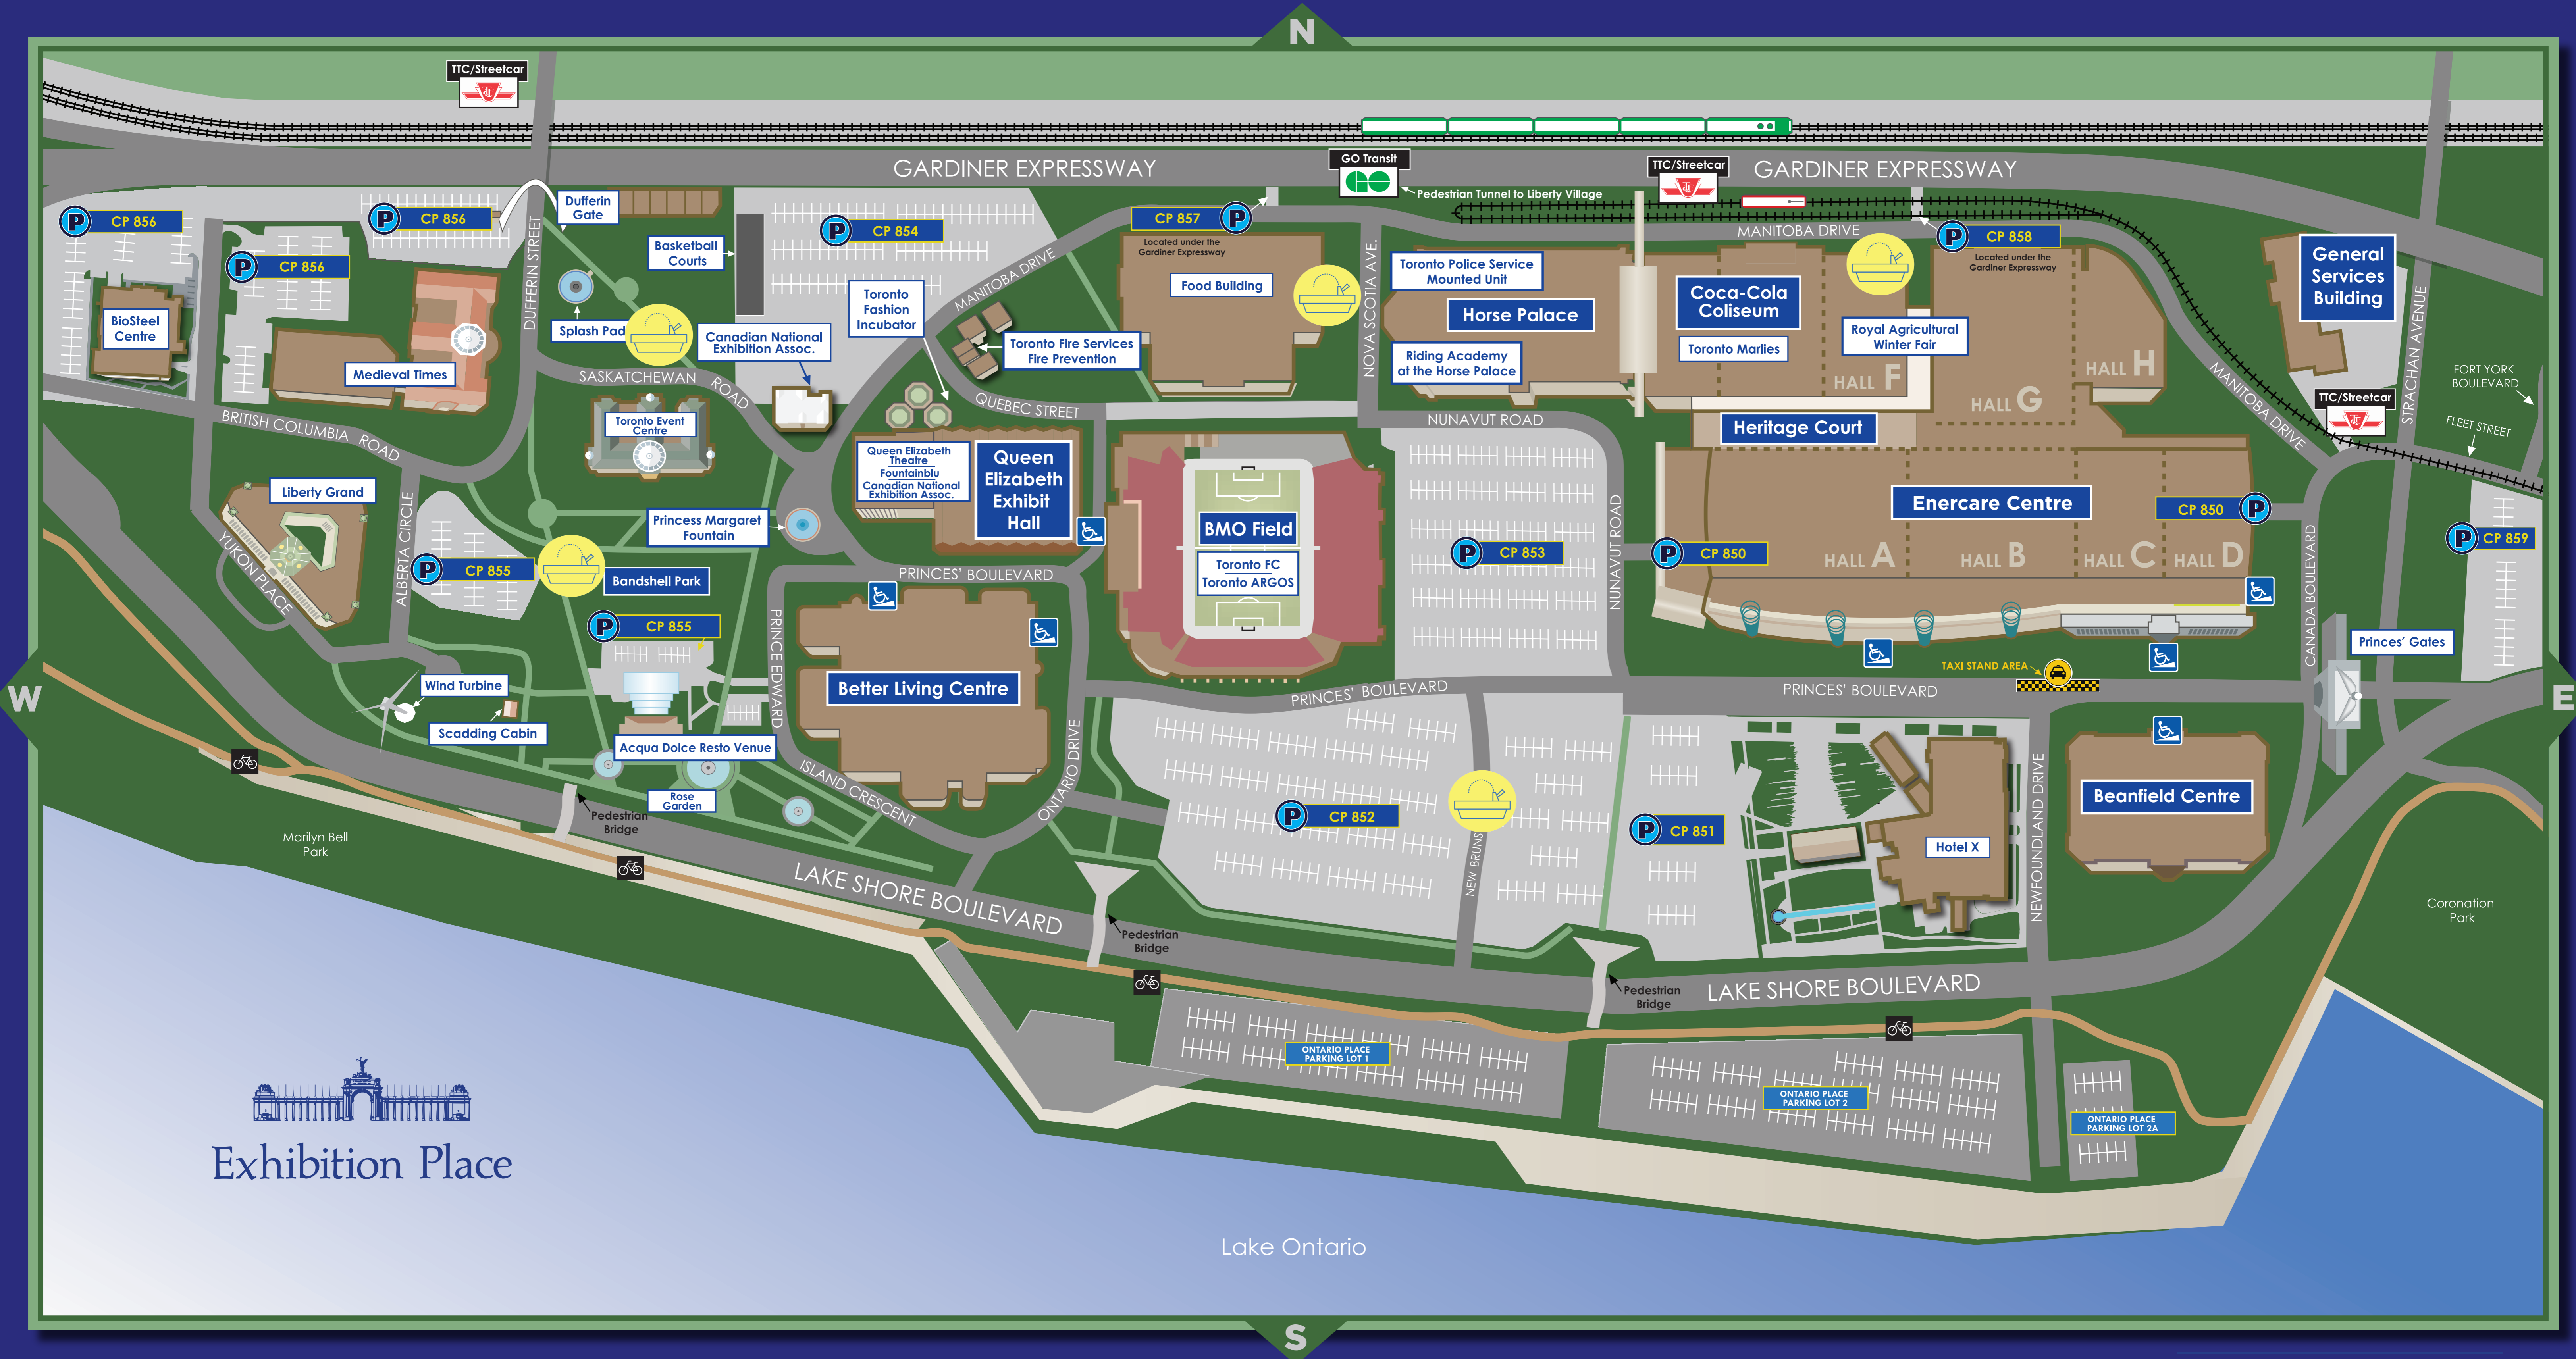 N
TTC/Streetcar
GARDINER EXPRESSWAY
GO Transit
GO
Pedestrian Tunnel to Liberty Village
TTC/Streetcar
GARDINER EXPRESSWAY
P CP 856
P CP 856
P CP 856
Dufferin
Gate
DUFFERIN STREET
Basketball
Courts
P CP 854
CP 857 P
Located under the
Gardiner Expressway
Food Building
MANITOBA DRIVE
NOVA SCOTIA AVE.
Toronto Police Service
Mounted Unit
Horse Palace
Riding Academy
at the Horse Palace
MANITOBA DRIVE
Coca-Cola
Coliseum
Toronto Marlies
HALL F
Royal Agricultural
Winter Fair
P CP 858
Located under the
Gardiner Expressway
HALL G
HALL H
MANITOBA DRIVE
General
Services
Building
STRACHAN AVENUE
FORT YORK
BOULEVARD
TTC/Streetcar
FLEET STREET
BioSteel
Centre
Medieval Times
Splash Pad
Canadian National
Exhibition Assoc.
Toronto
Fashion
Incubator
Toronto Fire Services
Fire Prevention
SASKATCHEWAN ROAD
QUEBEC STREET
NUNAVUT ROAD
Heritage Court
BRITISH COLUMBIA ROAD
Toronto Event
Centre
Queen Elizabeth
Theatre
Fountainblu
Canadian National
Exhibition Assoc.
Queen
Elizabeth
Exhibit
Hall
Liberty Grand
YUKON PLACE
ALBERTA CIRCLE
Princess Margaret
Fountain
BMO Field
Toronto FC
Toronto ARGOS
P CP 853
NUNAVUT ROAD
P CP 850
Enercare Centre
CP 850 P
HALL A
HALL B
HALL C
HALL D
CANADA BOULEVARD
P CP 859
P CP 855
Bandshell Park
PRINCES' BOULEVARD
P CP 855
PRINCE EDWARD
Princes' Gates
TAXI STAND AREA
W
Wind Turbine
Scadding Cabin
Better Living Centre
PRINCES' BOULEVARD
PRINCES' BOULEVARD
E
Acqua Dolce Resto Venue
Rose
Garden
ISLAND CRESCENT
ONTARIO DRIVE
P CP 852
NEW BRUNS
P CP 851
Hotel X
NEWFOUNDLAND DRIVE
Beanfield Centre
Marilyn Bell
Park
Pedestrian
Bridge
LAKE SHORE BOULEVARD
Pedestrian
Bridge
Pedestrian
Bridge
LAKE SHORE BOULEVARD
Coronation
Park
ONTARIO PLACE
PARKING LOT 1
ONTARIO PLACE
PARKING LOT 2
ONTARIO PLACE
PARKING LOT 2A
Exhibition Place
Lake Ontario
S